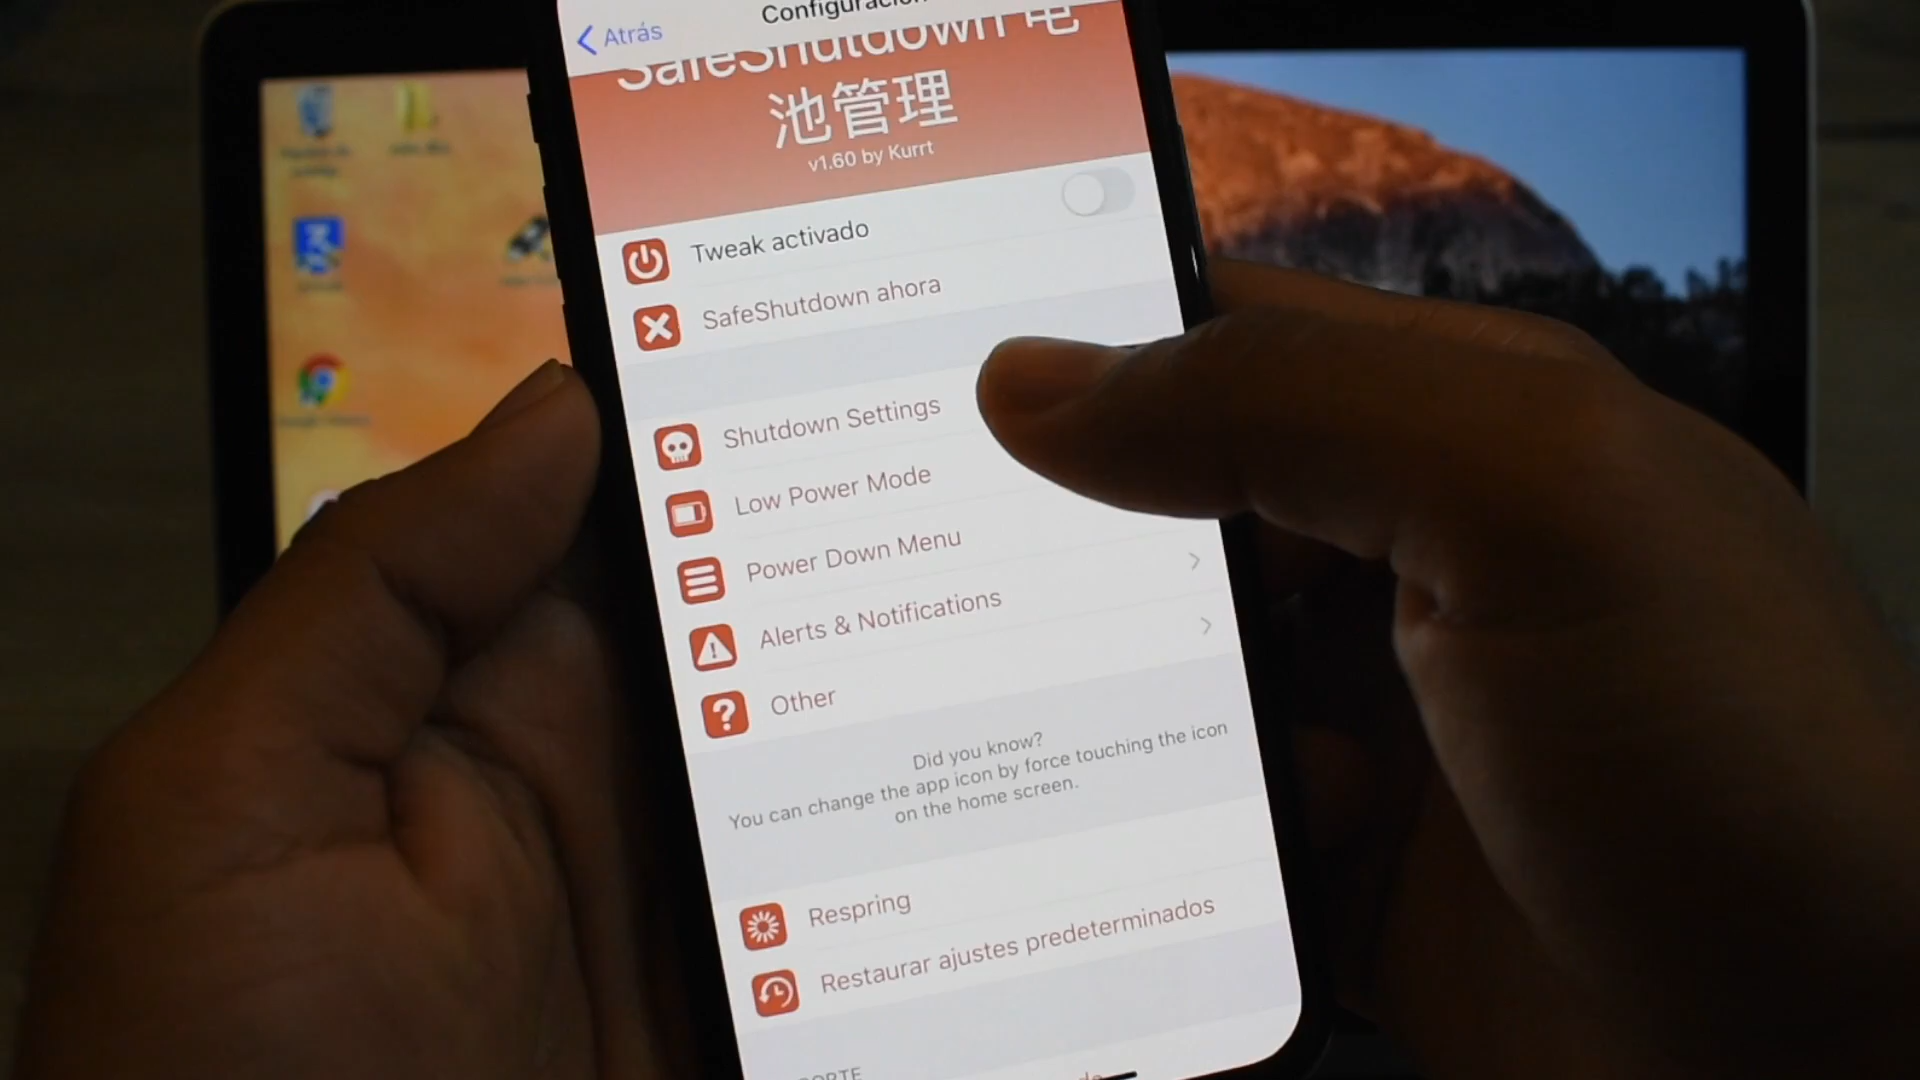 Atrás
Configuración
SafeShutdown 电
池管理
v1.60 by Kurrt
Tweak activado
SafeShutdown ahora
Shutdown Settings
Low Power Mode
Power Down Menu
Alerts & Notifications
Other
Did you know?
You can change the app icon by force touching the icon
on the home screen.
Respring
Restaurar ajustes predeterminados